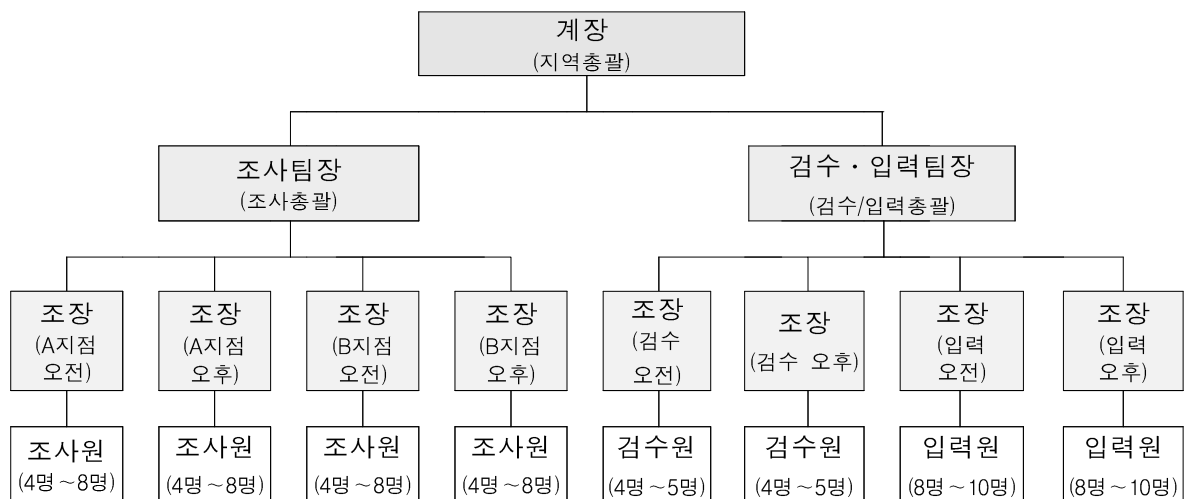 계장
(지역총괄)
조사팀장
(조사총괄)
검수·입력팀장
(검수/입력총괄)
조장
(A지점
오전)
조장
(A지점
오후)
조장
(B지점
오전)
조장
(B지점
오후)
조장
(검수
오전)
조장
(검수 오후)
조장
(입력
오전)
조장
(입력
오후)
조사원
(4명~8명)
조사원
(4명~8명)
조사원
(4명~8명)
조사원
(4명~8명)
검수원
(4명~5명)
검수원
(4명~5명)
입력원
(8명~10명)
입력원
(8명~10명)